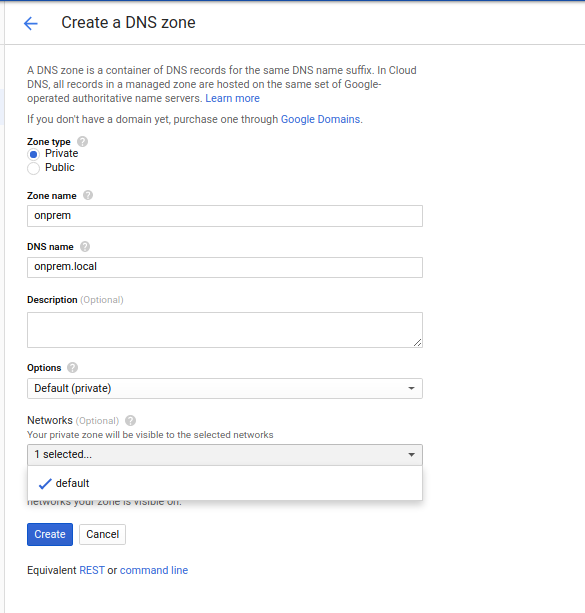 Create a DNS zone
A DNS zone is a container of DNS records for the same DNS name suffix. In Cloud
DNS, all records in a managed zone are hosted on the same set of Google-
operated authoritative name servers. Learn more
If you don't have a domain yet, purchase one through Google Domains.
Zone type ?
Private
Public
Zone name ?
onprem
DNS name ?
onprem.local
Description (Optional)
Options ?
Default (private)
Networks (Optional) ?
Your private zone will be visible to the selected networks
1 selected...
default
networks your zone is visible on.
Create Cancel
Equivalent REST or command line